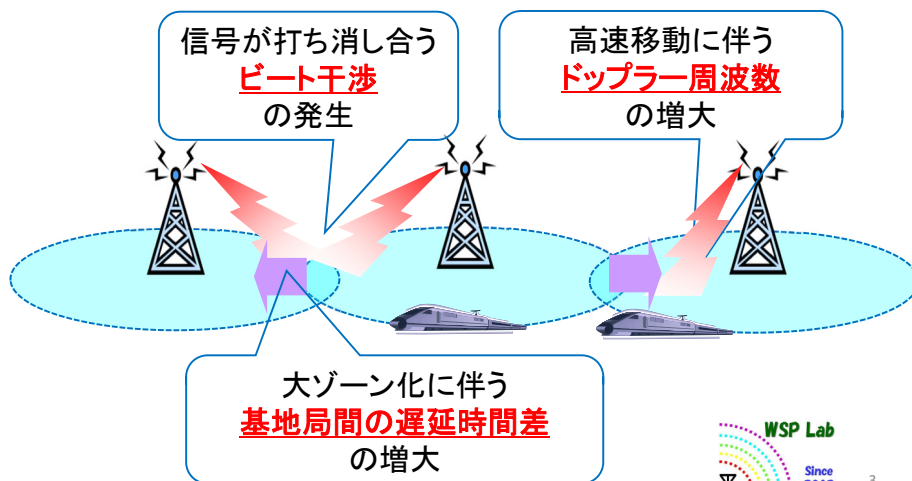 信号が打ち消し合う
ビート干渉
の発生
高速移動に伴う
ドップラー周波数
の増大
大ゾーン化に伴う
基地局間の遅延時間差
の増大
WSP Lab
Since
3